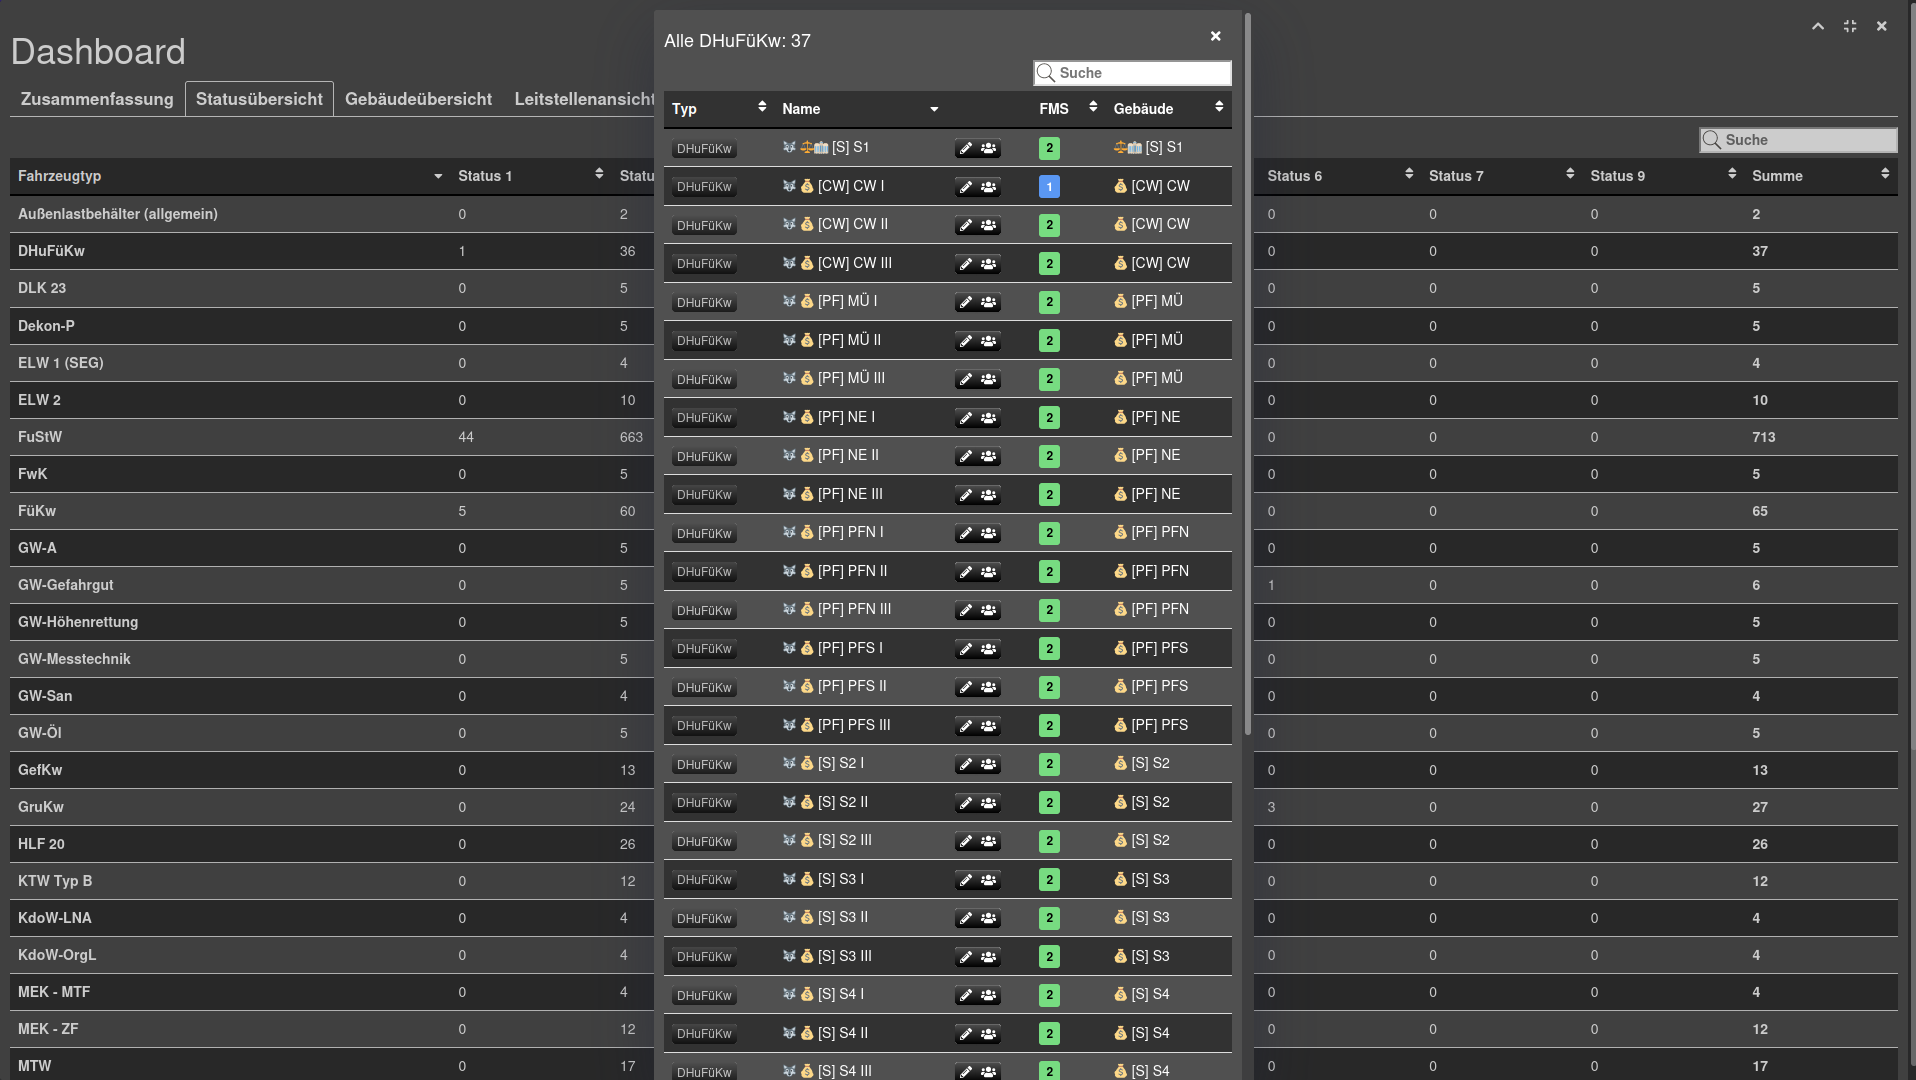 Dashboard
Zusammenfassung Statusübersicht Gebäudeübersicht Leitstellenansicht
Suche
Fahrzeugtyp Status 1 Statu Status 6 Status 7 Status 9 Summe
Außenlastbehälter (allgemein) 0 2 0 0 0 2
DHuFüKw 1 36 0 0 0 37
DLK 23 0 5 0 0 0 5
Dekon-P 0 5 0 0 0 5
ELW 1 (SEG) 0 4 0 0 0 4
ELW 2 0 10 0 0 0 10
FuStW 44 663 0 0 0 713
FwK 0 5 0 0 0 5
FüKw 5 60 0 0 0 65
GW-A 0 5 0 0 0 5
GW-Gefahrgut 0 5 1 0 0 6
GW-Höhenrettung 0 5 0 0 0 5
GW-Messtechnik 0 5 0 0 0 5
GW-San 0 4 0 0 0 4
GW-Öl 0 5 0 0 0 5
GefKw 0 13 0 0 0 13
GruKw 0 24 3 0 0 27
HLF 20 0 26 0 0 0 26
KTW Typ B 0 12 0 0 0 12
KdoW-LNA 0 4 0 0 0 4
KdoW-OrgL 0 4 0 0 0 4
MEK - MTF 0 4 0 0 0 4
MEK - ZF 0 12 0 0 0 12
MTW 0 17 0 0 0 17
Alle DHuFüKw: 37
Suche
Typ Name FMS Gebäude
DHuFüKw [S] S1 2 [S] S1
DHuFüKw [CW] CW I 1 [CW] CW
DHuFüKw [CW] CW II 2 [CW] CW
DHuFüKw [CW] CW III 2 [CW] CW
DHuFüKw [PF] MÜ I 2 [PF] MÜ
DHuFüKw [PF] MÜ II 2 [PF] MÜ
DHuFüKw [PF] MÜ III 2 [PF] MÜ
DHuFüKw [PF] NE I 2 [PF] NE
DHuFüKw [PF] NE II 2 [PF] NE
DHuFüKw [PF] NE III 2 [PF] NE
DHuFüKw [PF] PFN I 2 [PF] PFN
DHuFüKw [PF] PFN II 2 [PF] PFN
DHuFüKw [PF] PFN III 2 [PF] PFN
DHuFüKw [PF] PFS I 2 [PF] PFS
DHuFüKw [PF] PFS II 2 [PF] PFS
DHuFüKw [PF] PFS III 2 [PF] PFS
DHuFüKw [S] S2 I 2 [S] S2
DHuFüKw [S] S2 II 2 [S] S2
DHuFüKw [S] S2 III 2 [S] S2
DHuFüKw [S] S3 I 2 [S] S3
DHuFüKw [S] S3 II 2 [S] S3
DHuFüKw [S] S3 III 2 [S] S3
DHuFüKw [S] S4 I 2 [S] S4
DHuFüKw [S] S4 II 2 [S] S4
DHuFüKw [S] S4 III 2 [S] S4